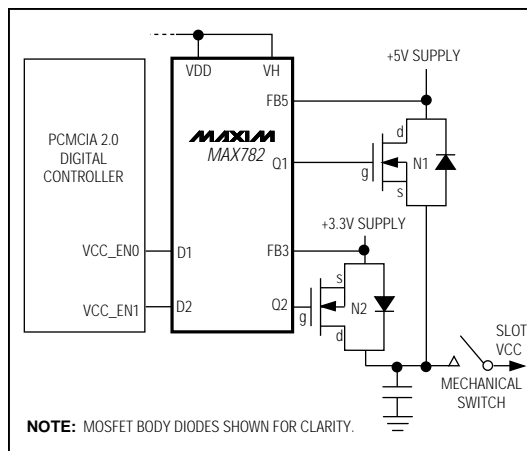 VDD
VH
+5V SUPPLY
FB5
PCMCIA 2.0
DIGITAL
CONTROLLER
MAXIM
MAX782
d
Q1
g
N1
s
+3.3V SUPPLY
VCC_EN0
D1
FB3
s
VCC_EN1
D2
Q2
g
N2
d
SLOT
VCC
MECHANICAL
SWITCH
NOTE: MOSFET BODY DIODES SHOWN FOR CLARITY.